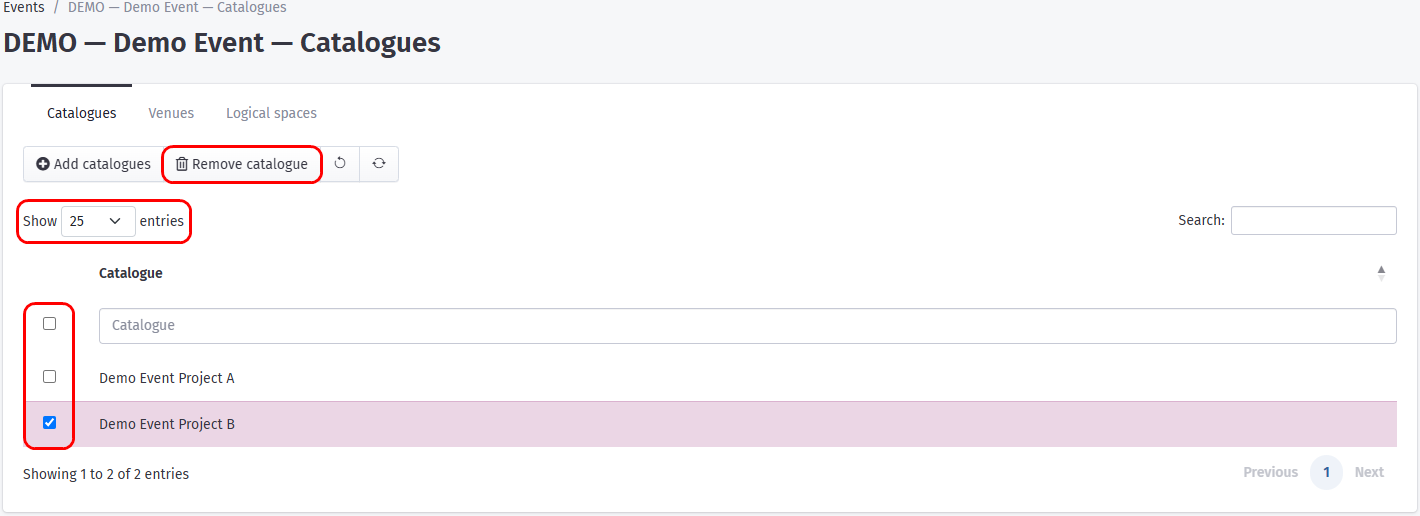 Events / DEMO — Demo Event — Catalogues
DEMO — Demo Event — Catalogues
Catalogues Venues Logical spaces
Add catalogues Remove catalogue
Show 25 entries Search:
Catalogue
Catalogue
Demo Event Project A
Demo Event Project B
Showing 1 to 2 of 2 entries Previous 1 Next